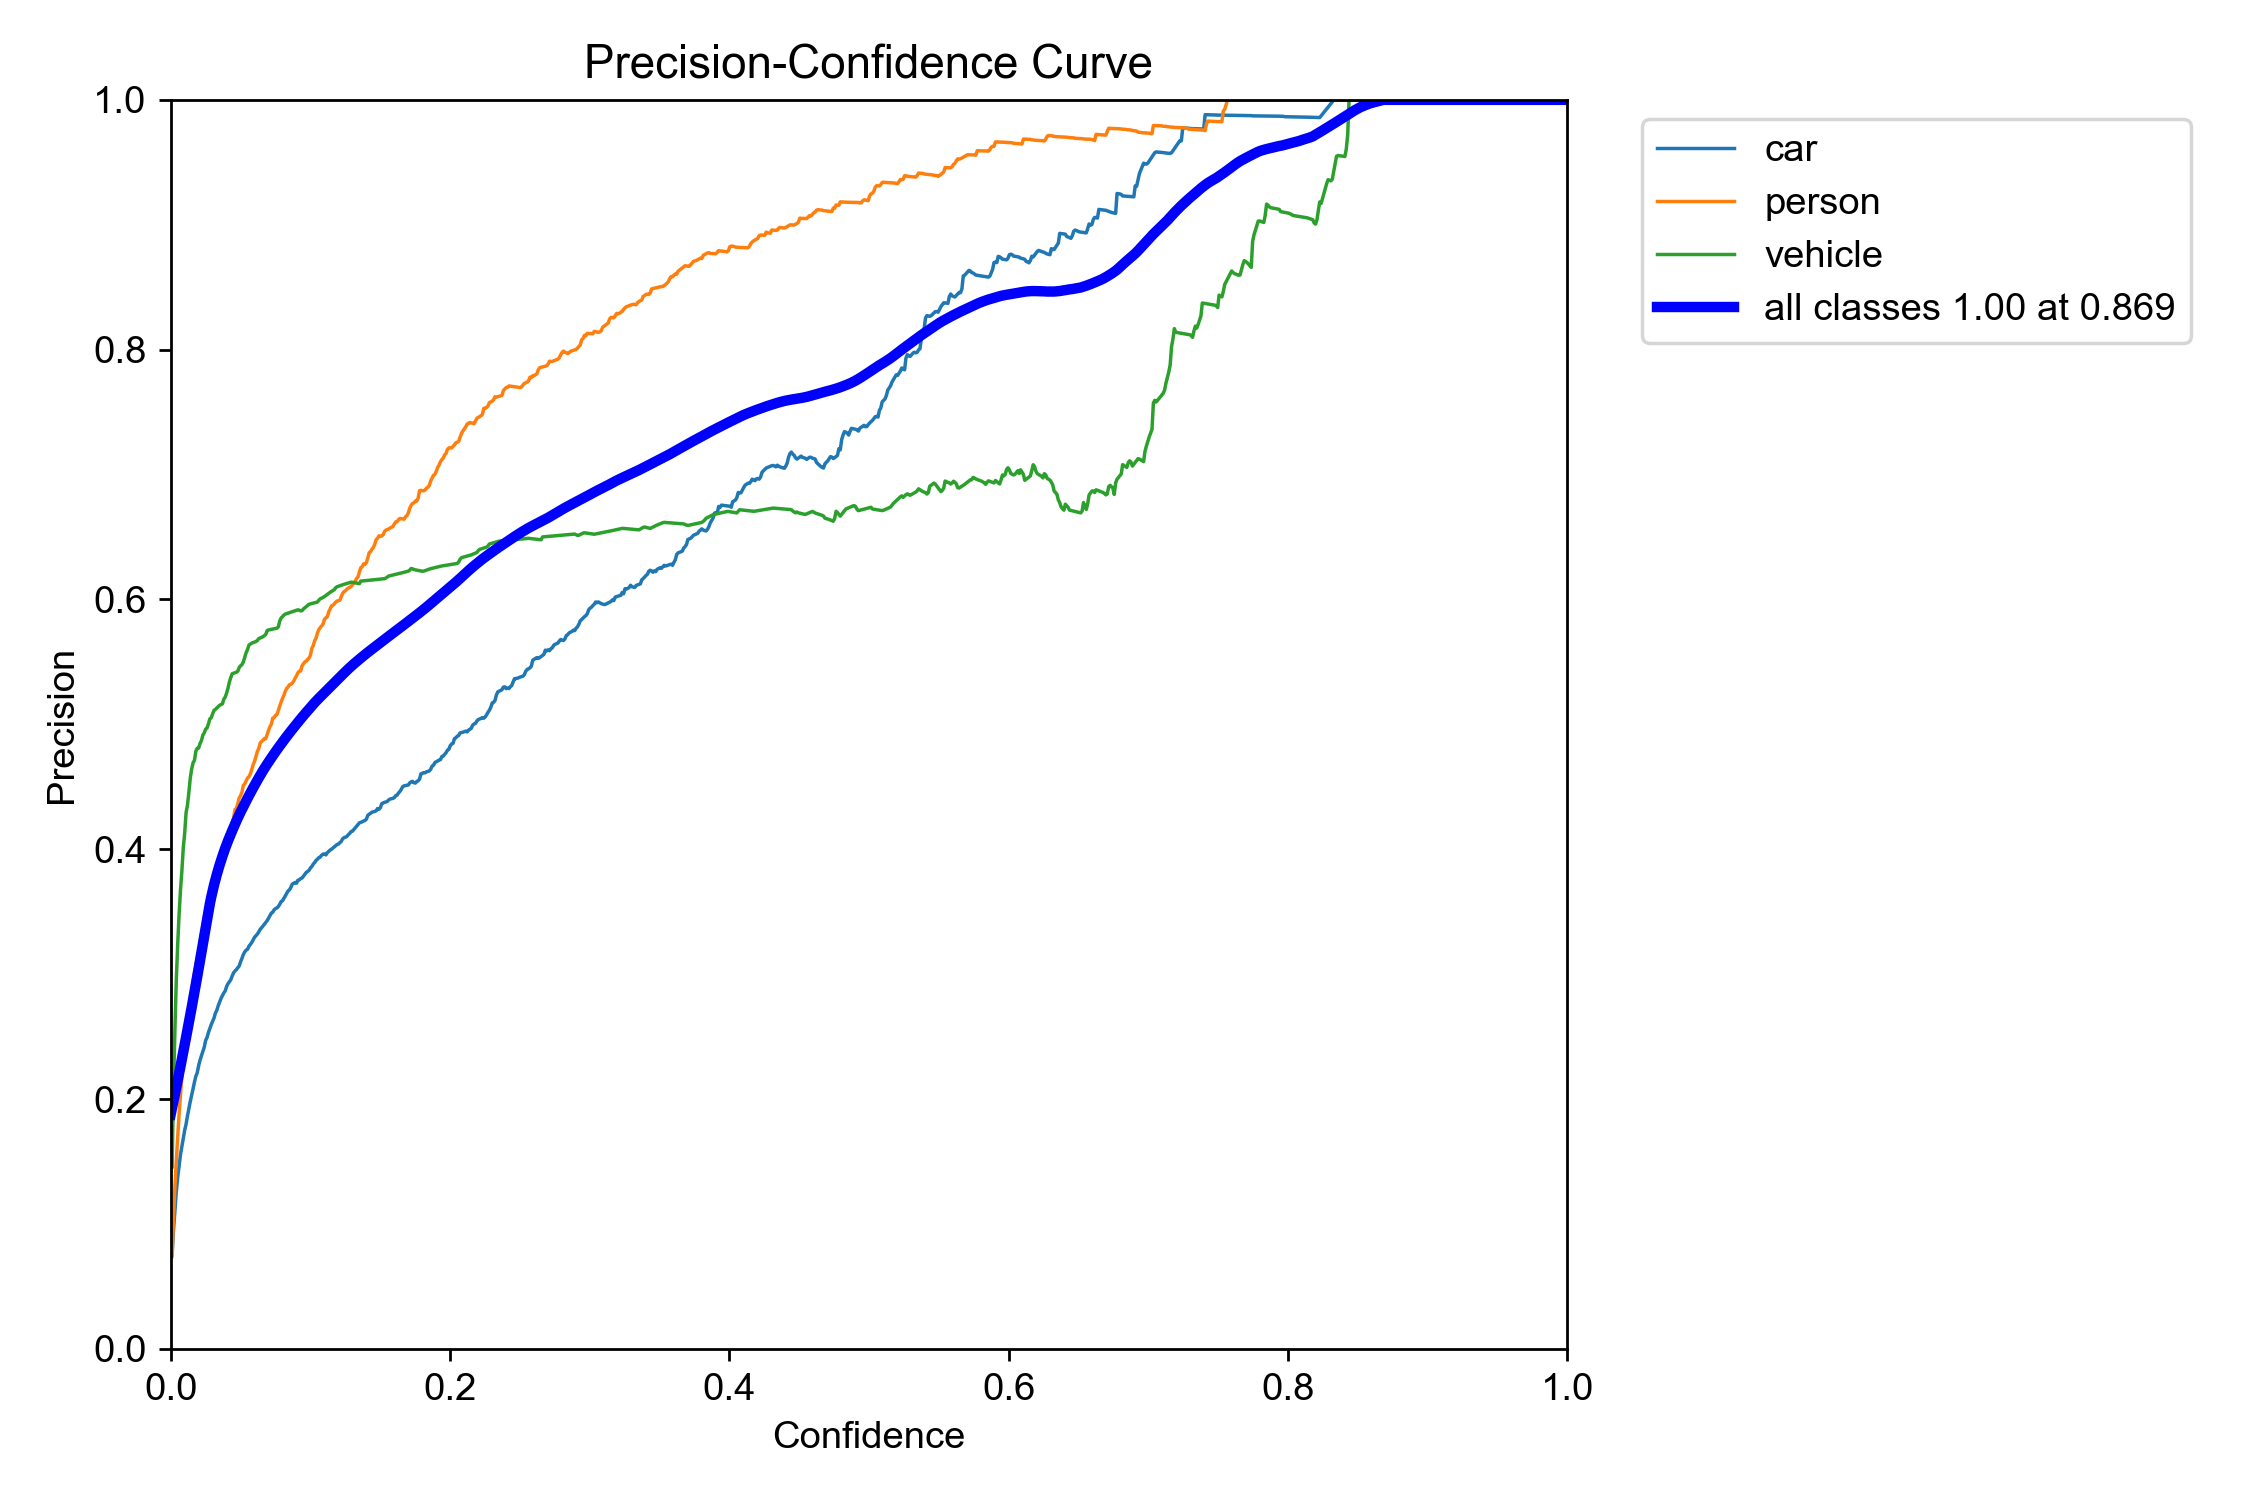 Precision-Confidence Curve
1.0
0.8
0.6
0.4
0.2
0.0
Precision
0.0 0.2 0.4 0.6 0.8 1.0
Confidence
car
person
vehicle
all classes 1.00 at 0.869